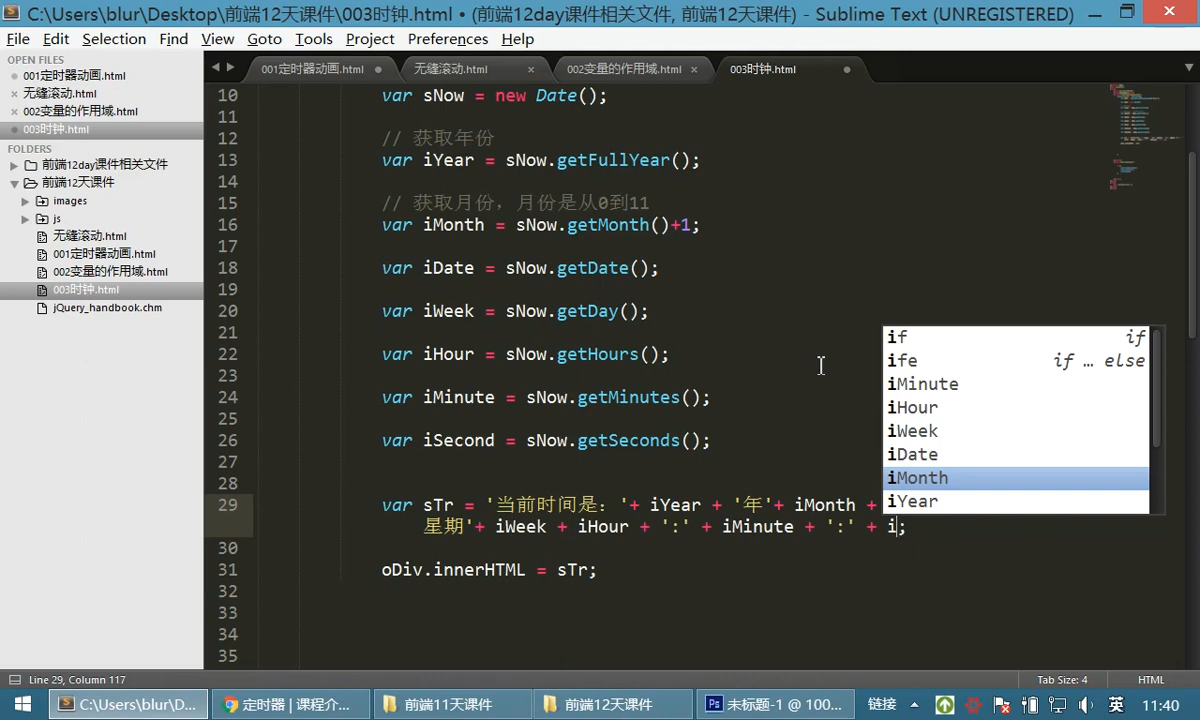 C:\Users\blur\Desktop\前端12天课件\003时钟.html • (前端12day课件相关文件, 前端12天课件) - Sublime Text (UNREGISTERED)
File Edit Selection Find View Goto Tools Project Preferences Help
OPEN FILES
001定时器动画.html
无缝滚动.html
002变量的作用域.html
003时钟.html
FOLDERS
前端12day课件相关文件
前端12天课件
images
js
无缝滚动.html
001定时器动画.html
002变量的作用域.html
003时钟.html
jQuery_handbook.chm
001定时器动画.html 无缝滚动.html 002变量的作用域.html 003时钟.html
10 var sNow = new Date();
11
12 // 获取年份
13 var iYear = sNow.getFullYear();
14
15 // 获取月份，月份是从0到11
16 var iMonth = sNow.getMonth()+1;
17
18 var iDate = sNow.getDate();
19
20 var iWeek = sNow.getDay();
21
22 var iHour = sNow.getHours();
23
24 var iMinute = sNow.getMinutes();
25
26 var iSecond = sNow.getSeconds();
27
28
29 var sTr = '当前时间是：'+ iYear + '年'+ iMonth +
星期'+ iWeek + iHour + ':' + iMinute + ':' + i;
30
31 oDiv.innerHTML = sTr;
32
33
34
35
if if
ife if … else
iMinute
iHour
iWeek
iDate
iMonth
iYear
Line 29, Column 117 Tab Size: 4 HTML
C:\Users\blur\D... 定时器 | 课程介... 前端11天课件 前端12天课件 未标题-1 @ 100... 链接 英 11:40